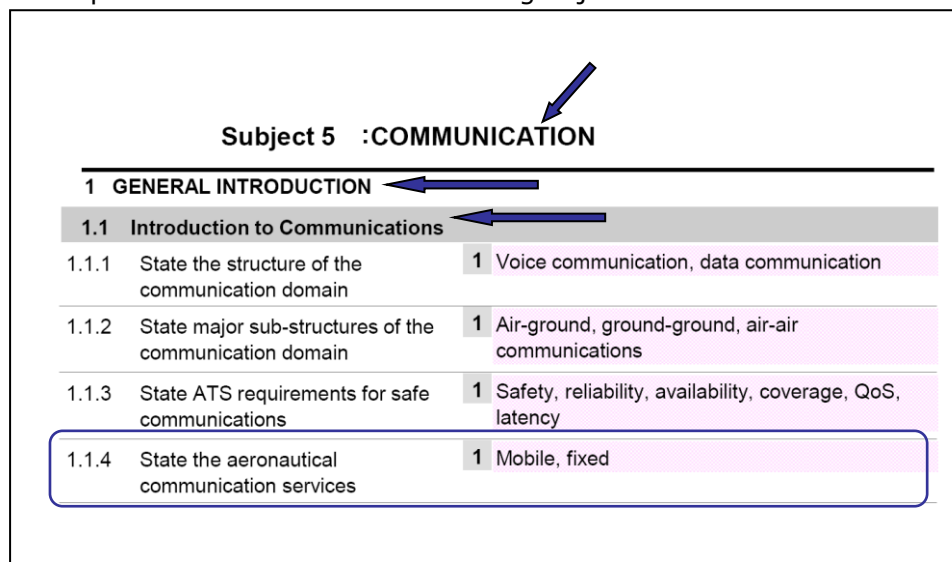 Subject 5 :COMMUNICATION
1 GENERAL INTRODUCTION
1.1 Introduction to Communications
1.1.1 State the structure of the 1 Voice communication, data communication
communication domain
1.1.2 State major sub-structures of the 1 Air-ground, ground-ground, air-air
communication domain communications
1.1.3 State ATS requirements for safe 1 Safety, reliability, availability, coverage, QoS,
communications latency
1.1.4 State the aeronautical 1 Mobile, fixed
communication services